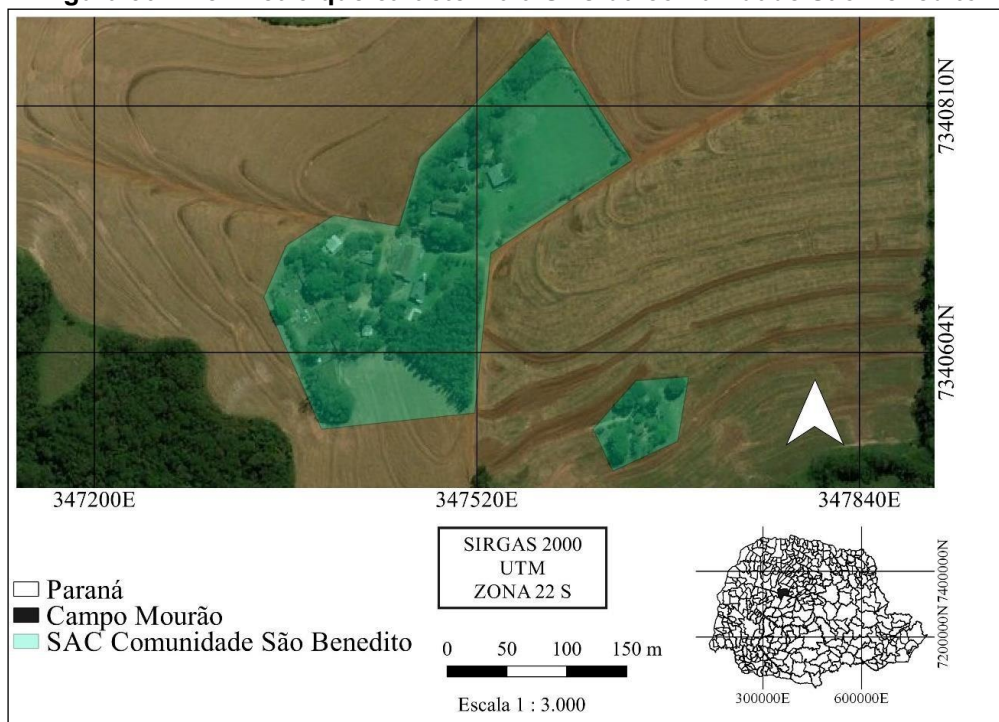 7340810N
7340604N
347200E
347520E
347840E
SIRGAS 2000
UTM
ZONA 22 S
Paraná
Campo Mourão
SAC Comunidade São Benedito
0 50 100 150 m
Escala 1 : 3.000
7400000N
7200000N
300000E
600000E